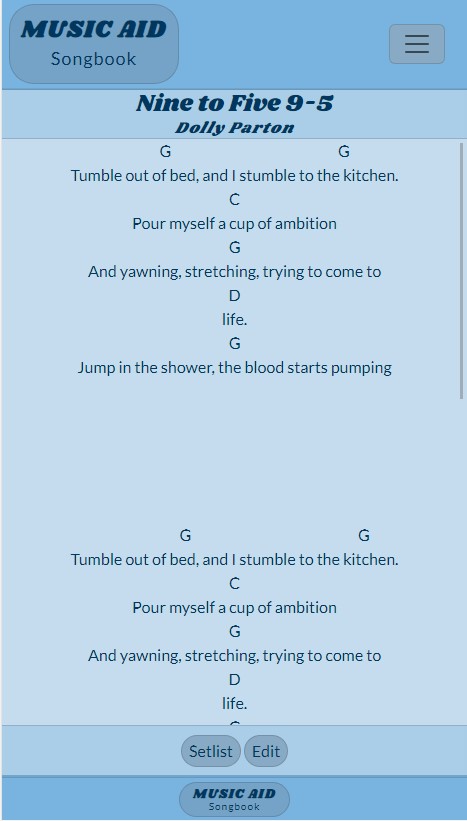 MUSIC AID
Songbook
Nine to Five 9-5
Dolly Parton
G G
Tumble out of bed, and I stumble to the kitchen.
C
Pour myself a cup of ambition
G
And yawning, stretching, trying to come to
D
life.
G
Jump in the shower, the blood starts pumping
G G
Tumble out of bed, and I stumble to the kitchen.
C
Pour myself a cup of ambition
G
And yawning, stretching, trying to come to
D
life.
Setlist Edit
MUSIC AID
Songbook